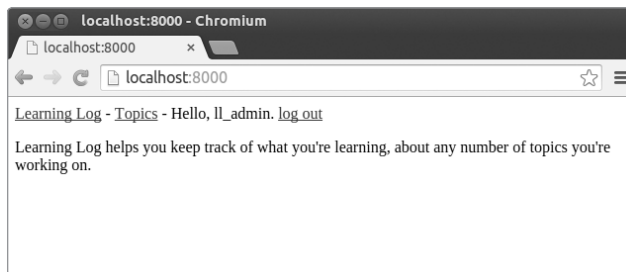 localhost:8000 - Chromium
localhost:8000
localhost:8000
Learning Log - Topics - Hello, ll_admin. log out
Learning Log helps you keep track of what you're learning, about any number of topics you're
working on.